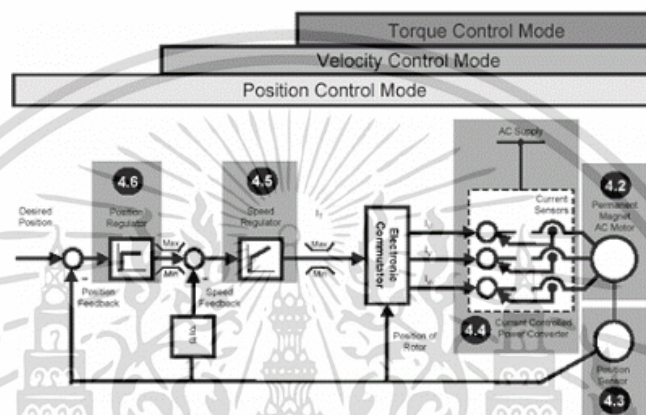 Torque Control Mode
Velocity Control Mode
Position Control Mode
AC Supply
4.6
4.5
4.2
Desired
Position
Position
Regulator
Speed
Regulator
Current
Sensors
Permanent
Magnet
AC Motor
Max
Min
Max
Min
Electronic
Commutator
Position
Feedback
Speed
Feedback
Position of
Rotor
4.4
Current Controlled
Power Converter
Position
Sensor
4.3